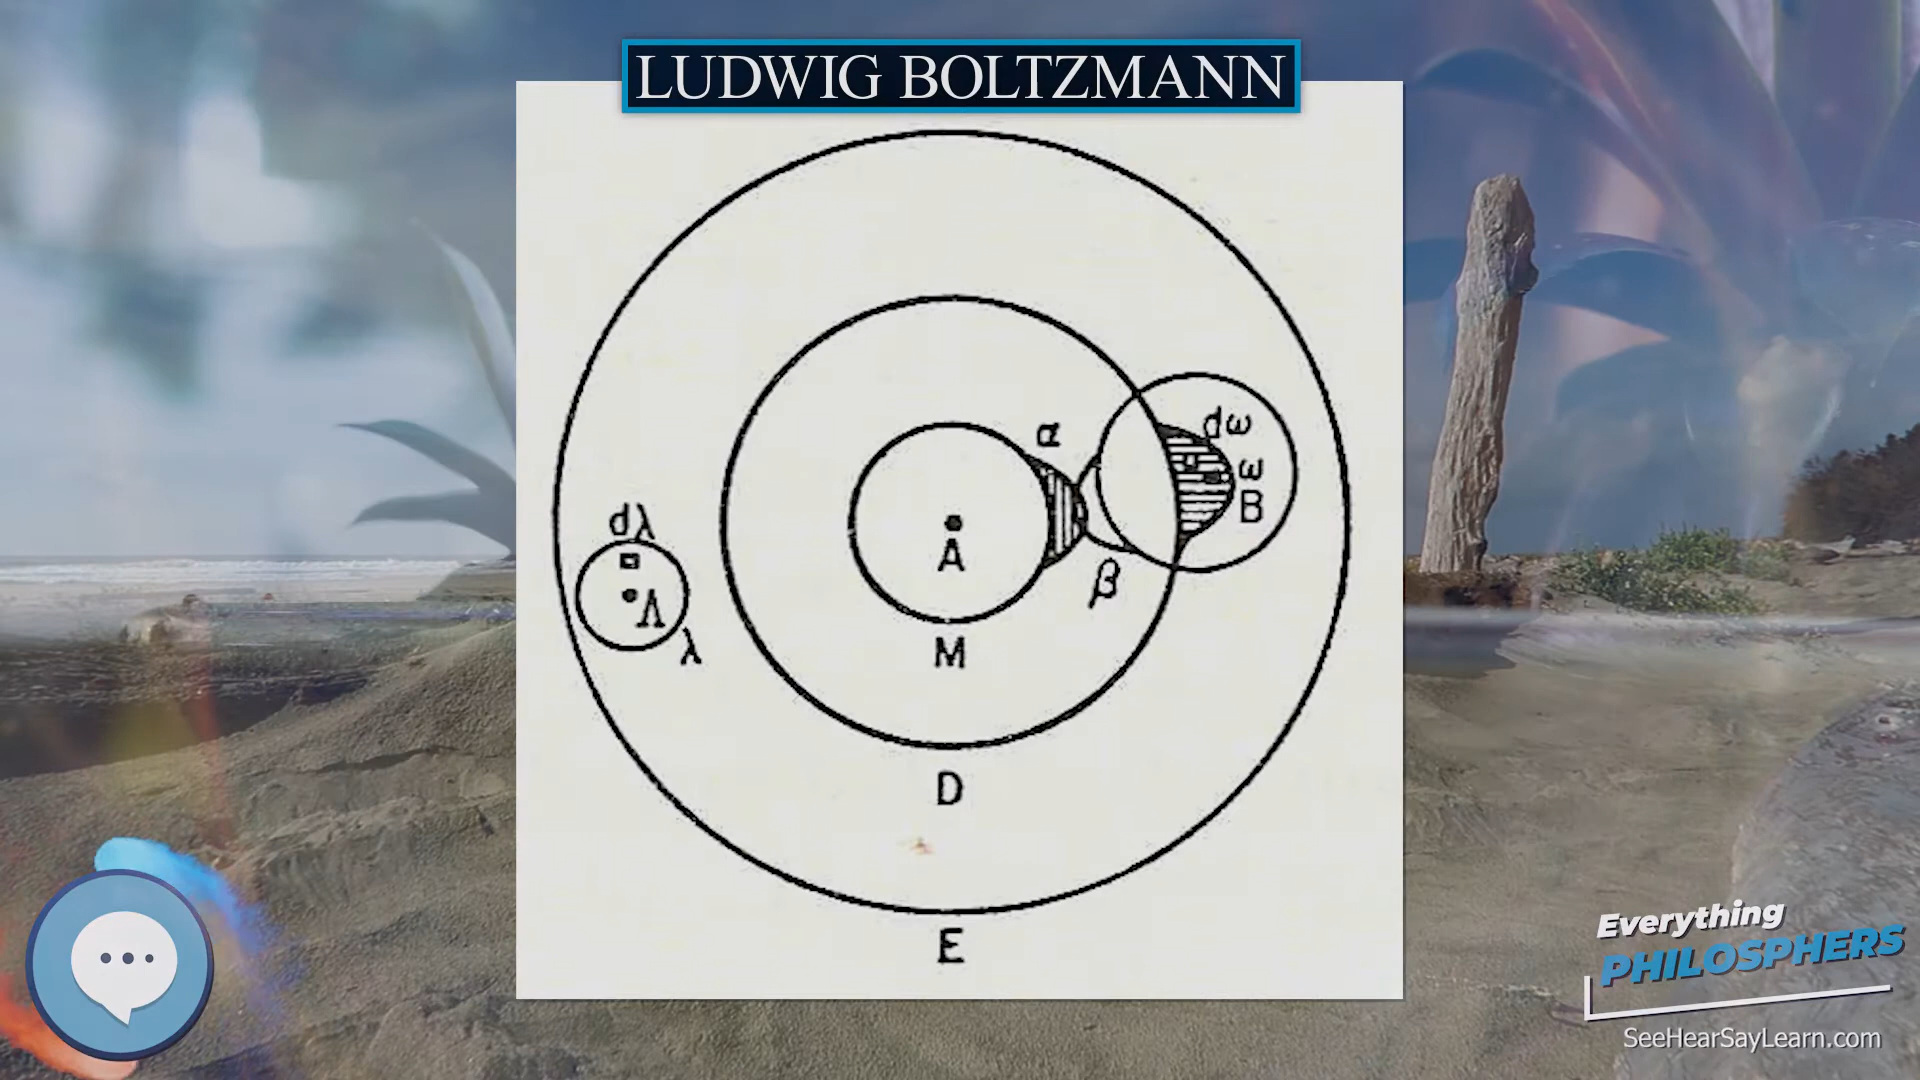 LUDWIG BOLTZMANN
α
dω
ω
B
dλ
A
Λ
λ
β
M
D
E
Everything
PHILOSPHERS
SeeHearSayLearn.com